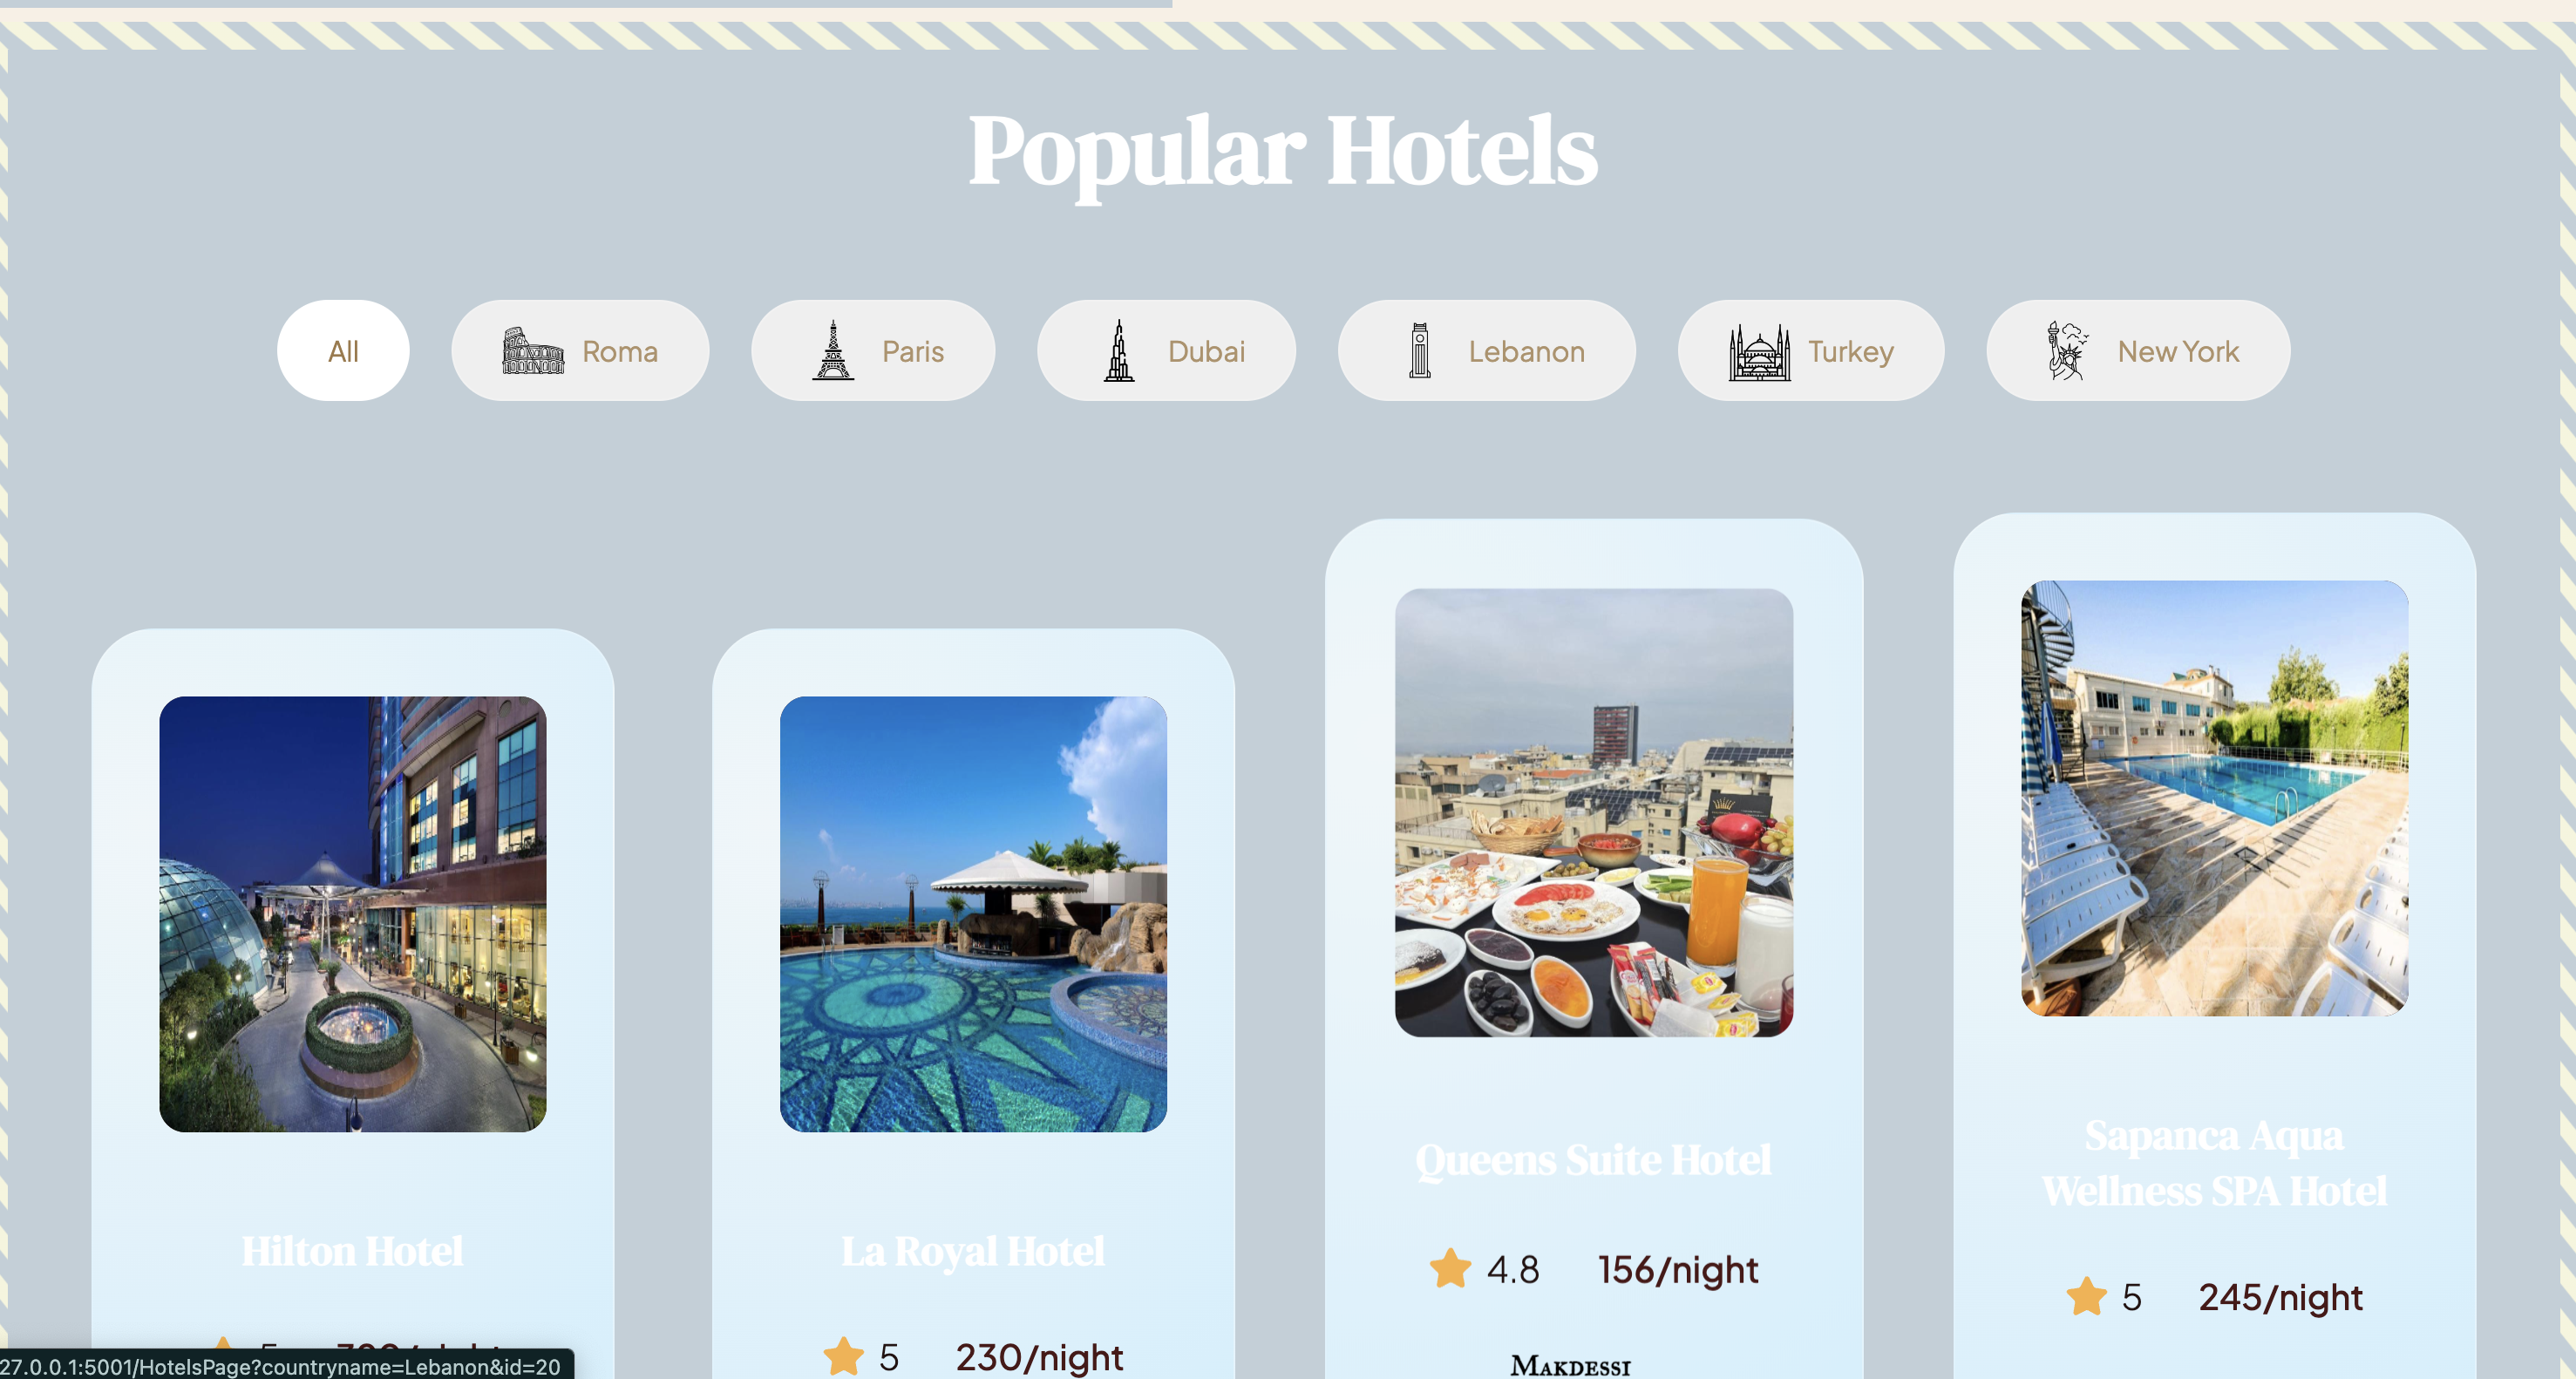 Popular Hotels
All
Roma
Paris
Dubai
Lebanon
Turkey
New York
Hilton Hotel
La Royal Hotel
5 230/night
Queens Suite Hotel
4.8 156/night
MAKDESSI
Sapanca Aqua
Wellness SPA Hotel
5 245/night
27.0.0.1:5001/HotelsPage?countryname=Lebanon&id=20